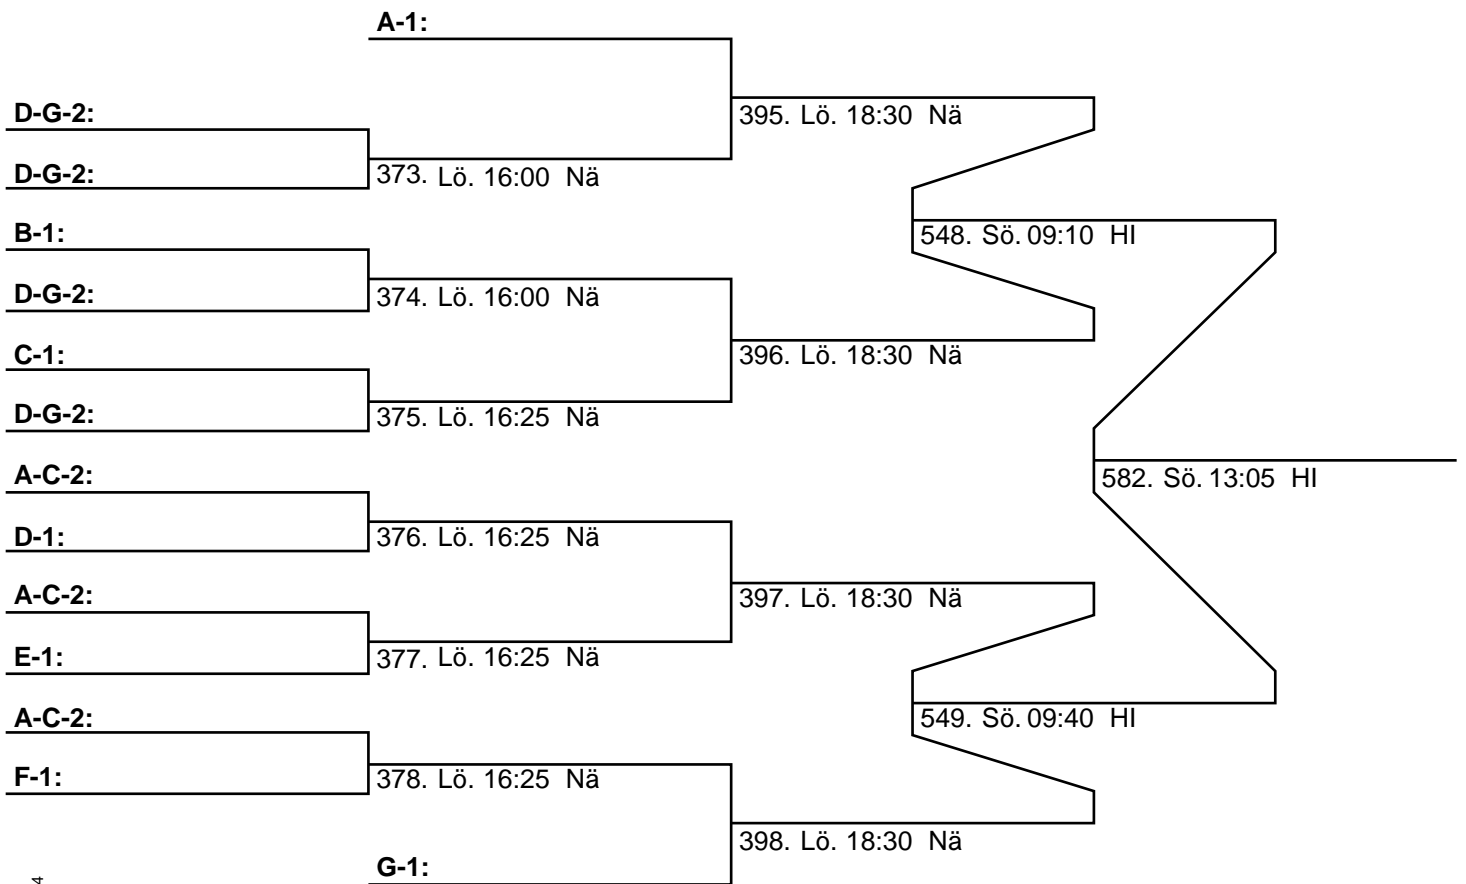 A-1:
D-G-2:
395. Lö. 18:30 Nä
D-G-2:
373. Lö. 16:00 Nä
B-1:
548. Sö. 09:10 HI
D-G-2:
374. Lö. 16:00 Nä
C-1:
396. Lö. 18:30 Nä
D-G-2:
375. Lö. 16:25 Nä
A-C-2:
582. Sö. 13:05 HI
D-1:
376. Lö. 16:25 Nä
A-C-2:
397. Lö. 18:30 Nä
E-1:
377. Lö. 16:25 Nä
A-C-2:
549. Sö. 09:40 HI
F-1:
378. Lö. 16:25 Nä
398. Lö. 18:30 Nä
G-1:
4